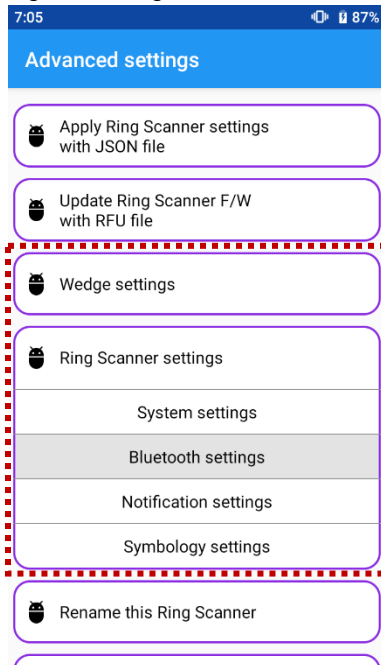 7:05
87%
Advanced settings
Apply Ring Scanner settings
with JSON file
Update Ring Scanner F/W
with RFU file
Wedge settings
Ring Scanner settings
System settings
Bluetooth settings
Notification settings
Symbology settings
Rename this Ring Scanner